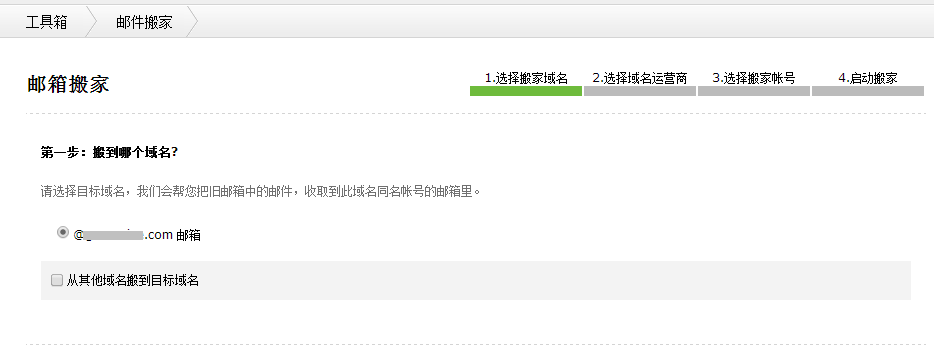 工具箱 邮件搬家
邮箱搬家
1.选择搬家域名 2.选择域名运营商 3.选择搬家帐号 4.启动搬家
第一步：搬到哪个域名？
请选择目标域名，我们会帮您把旧邮箱中的邮件，收取到此域名同名帐号的邮箱里。
@ .com 邮箱
从其他域名搬到目标域名